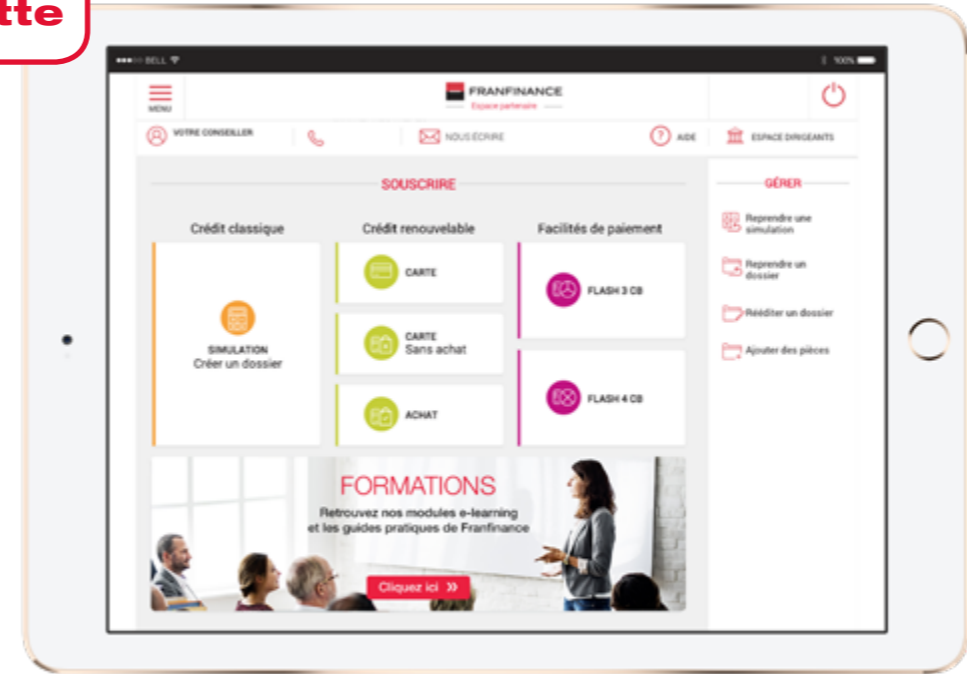 tte
BELL
100%
MENU
FRANFINANCE
Espace partenaire
VOTRE CONSEILLER
NOUS ÉCRIRE
AIDE
ESPACE DIRIGEANTS
SOUSCRIRE
GÉRER
Crédit classique
Crédit renouvelable
Facilités de paiement
SIMULATION
Créer un dossier
CARTE
CARTE
Sans achat
ACHAT
FLASH 3 CB
FLASH 4 CB
Reprendre une
simulation
Reprendre un
dossier
Rééditer un dossier
Ajouter des pièces
FORMATIONS
Retrouvez nos modules e-learning
et les guides pratiques de Franfinance
Cliquez ici »